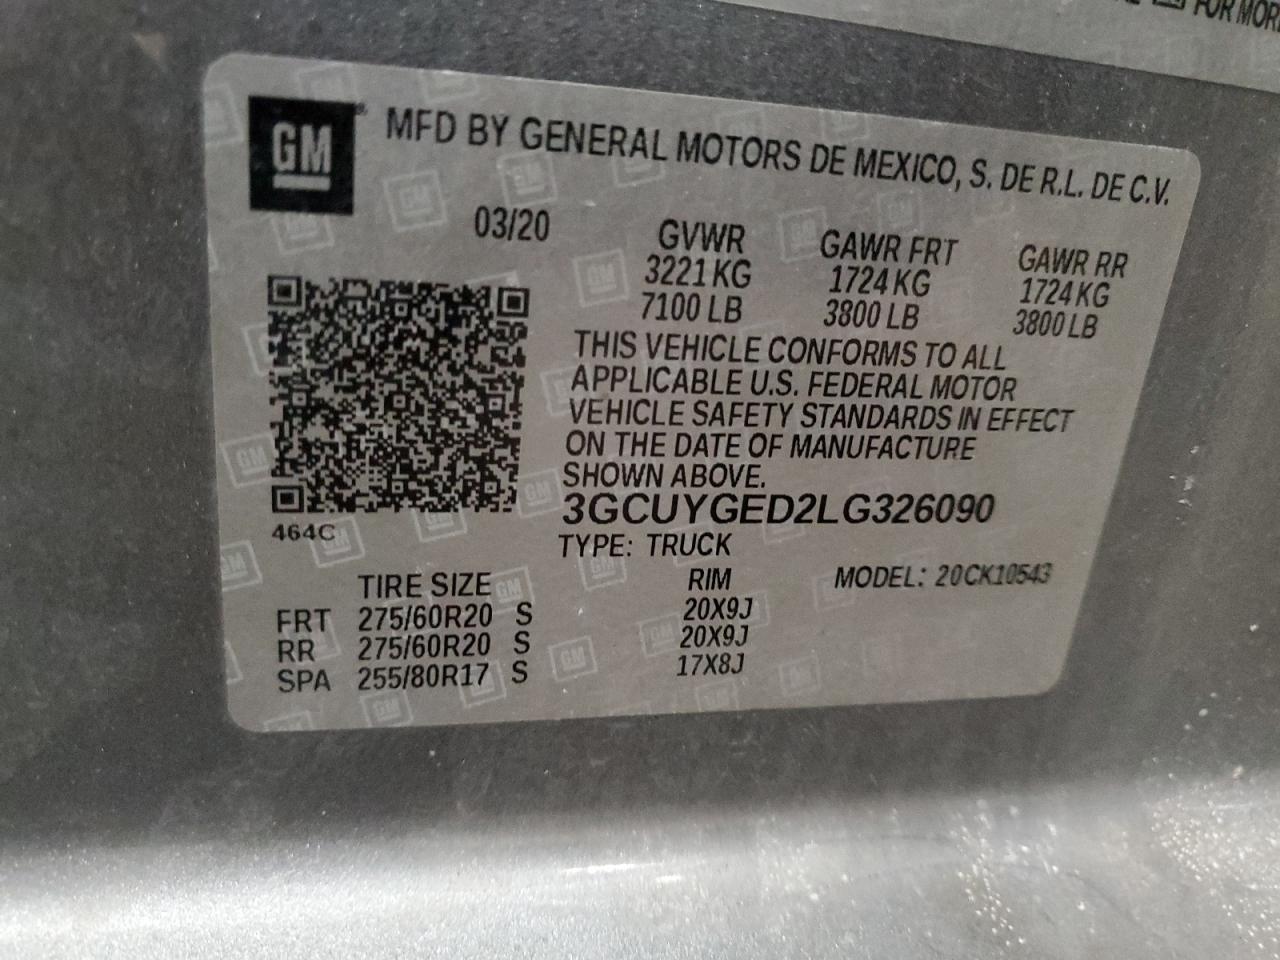 FOR MORE
GM
MFD BY GENERAL MOTORS DE MEXICO, S. DE R.L. DE C.V.
03/20 GVWR GAWR FRT GAWR RR
3221 KG 1724 KG 1724 KG
7100 LB 3800 LB 3800 LB
THIS VEHICLE CONFORMS TO ALL
APPLICABLE U.S. FEDERAL MOTOR
VEHICLE SAFETY STANDARDS IN EFFECT
ON THE DATE OF MANUFACTURE
SHOWN ABOVE.
3GCUYGED2LG326090
464C
TYPE: TRUCK
TIRE SIZE RIM MODEL: 20CK10543
FRT 275/60R20 S 20X9J
RR 275/60R20 S 20X9J
SPA 255/80R17 S 17X8J